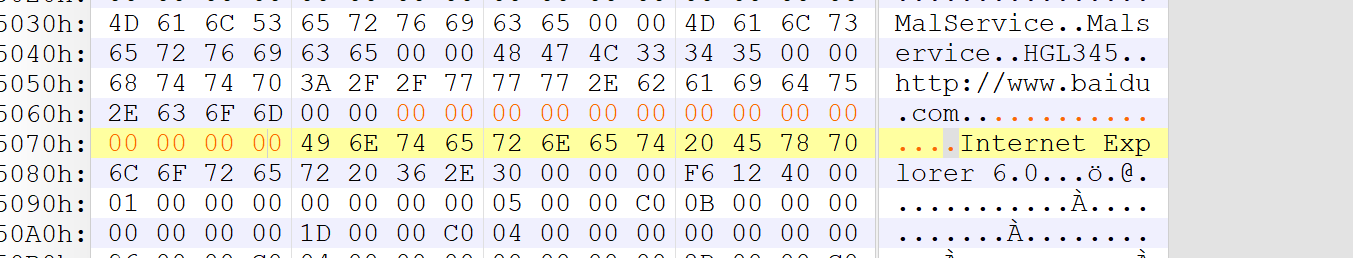 5030h: 4D 61 6C 53 65 72 76 69 63 65 00 00 4D 61 6C 73 MalService..Mals
5040h: 65 72 76 69 63 65 00 00 48 47 4C 33 34 35 00 00 ervice..HGL345..
5050h: 68 74 74 70 3A 2F 2F 77 77 77 2E 62 61 69 64 75 http://www.baidu
5060h: 2E 63 6F 6D 00 00 00 00 00 00 00 00 00 00 00 00 .com............
5070h: 00 00 00 00 49 6E 74 65 72 6E 65 74 20 45 78 70 ....Internet Exp
5080h: 6C 6F 72 65 72 20 36 2E 30 00 00 00 F6 12 40 00 lorer 6.0...ö.@.
5090h: 01 00 00 00 00 00 00 00 05 00 00 C0 0B 00 00 00 ...........À....
50A0h: 00 00 00 00 1D 00 00 C0 04 00 00 00 00 00 00 00 .......À........